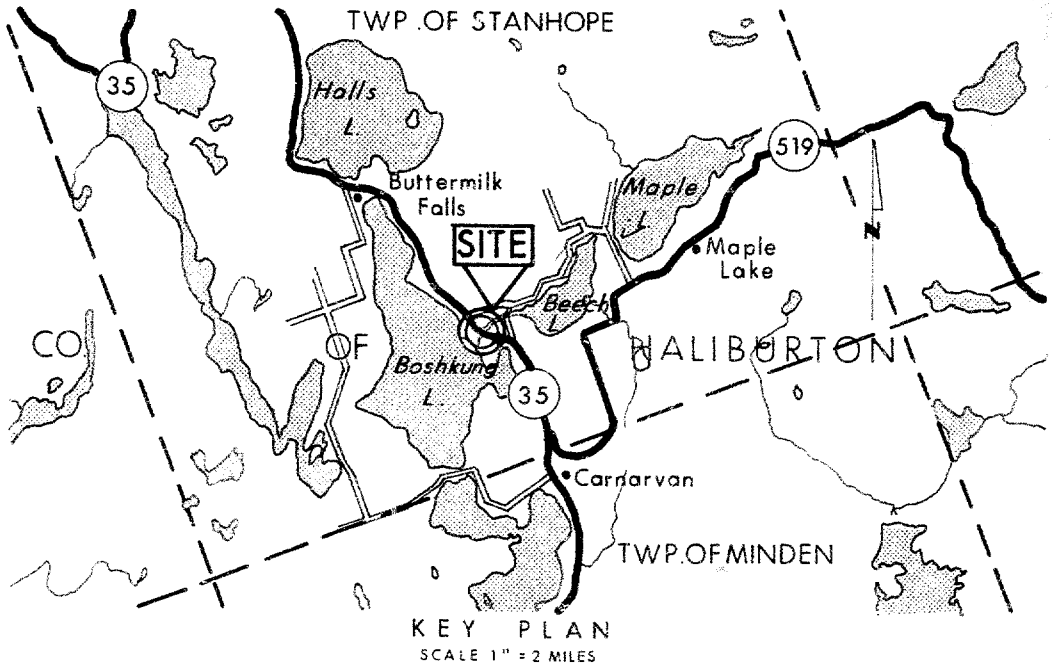 TWP. OF STANHOPE
35
Halls
L.
519
Buttermilk
Falls
Maple
L.
SITE
Maple
Lake
N
Beech
L.
CO OF HALIBURTON
Boshkung
L.
35
Carnarvan
TWP. OF MINDEN
KEY PLAN
SCALE 1" = 2 MILES